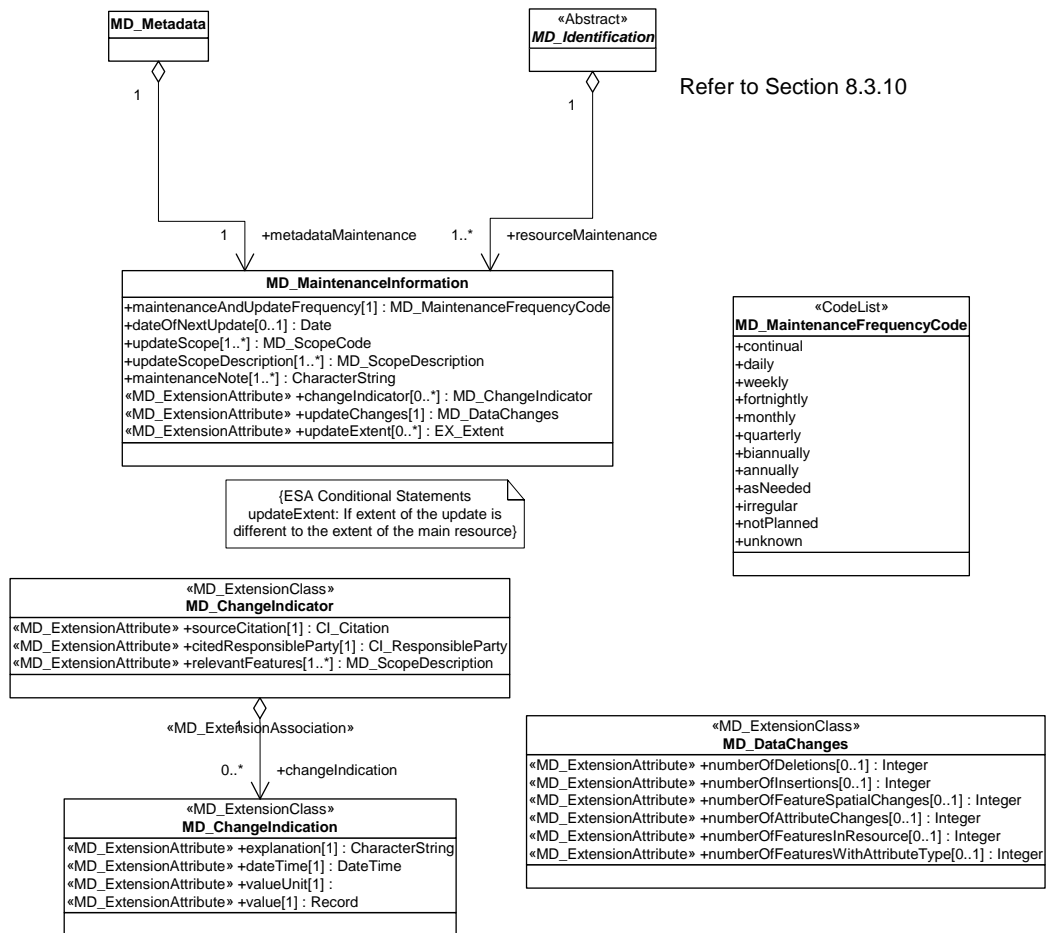 MD_Metadata
«Abstract»
MD_Identification
Refer to Section 8.3.10
1
1
1
+metadataMaintenance
1..*
+resourceMaintenance
MD_MaintenanceInformation
+maintenanceAndUpdateFrequency[1] : MD_MaintenanceFrequencyCode
+dateOfNextUpdate[0..1] : Date
+updateScope[1..*] : MD_ScopeCode
+updateScopeDescription[1..*] : MD_ScopeDescription
+maintenanceNote[1..*] : CharacterString
«MD_ExtensionAttribute» +changeIndicator[0..*] : MD_ChangeIndicator
«MD_ExtensionAttribute» +updateChanges[1] : MD_DataChanges
«MD_ExtensionAttribute» +updateExtent[0..*] : EX_Extent
«CodeList»
MD_MaintenanceFrequencyCode
+continual
+daily
+weekly
+fortnightly
+monthly
+quarterly
+biannually
+annually
+asNeeded
+irregular
+notPlanned
+unknown
{ESA Conditional Statements
updateExtent: If extent of the update is
different to the extent of the main resource}
«MD_ExtensionClass»
MD_ChangeIndicator
«MD_ExtensionAttribute» +sourceCitation[1] : CI_Citation
«MD_ExtensionAttribute» +citedResponsibleParty[1] : CI_ResponsibleParty
«MD_ExtensionAttribute» +relevantFeatures[1..*] : MD_ScopeDescription
1
«MD_ExtensionAssociation»
0..*
+changeIndication
«MD_ExtensionClass»
MD_ChangeIndication
«MD_ExtensionAttribute» +explanation[1] : CharacterString
«MD_ExtensionAttribute» +dateTime[1] : DateTime
«MD_ExtensionAttribute» +valueUnit[1] :
«MD_ExtensionAttribute» +value[1] : Record
«MD_ExtensionClass»
MD_DataChanges
«MD_ExtensionAttribute» +numberOfDeletions[0..1] : Integer
«MD_ExtensionAttribute» +numberOfInsertions[0..1] : Integer
«MD_ExtensionAttribute» +numberOfFeatureSpatialChanges[0..1] : Integer
«MD_ExtensionAttribute» +numberOfAttributeChanges[0..1] : Integer
«MD_ExtensionAttribute» +numberOfFeaturesInResource[0..1] : Integer
«MD_ExtensionAttribute» +numberOfFeaturesWithAttributeType[0..1] : Integer